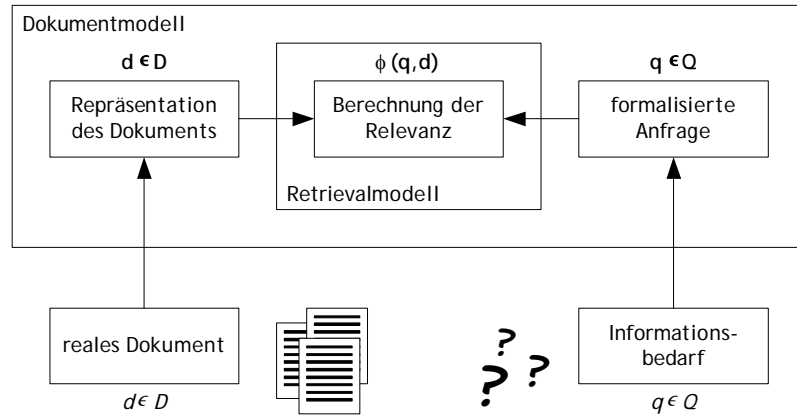 Dokumentmodell
d ϵ D
ϕ (q,d)
q ϵ Q
Repräsentation
des Dokuments
Berechnung der
Relevanz
formalisierte
Anfrage
Retrievalmodell
reales Dokument
? ? ?
Informations-
bedarf
d ϵ D
q ϵ Q